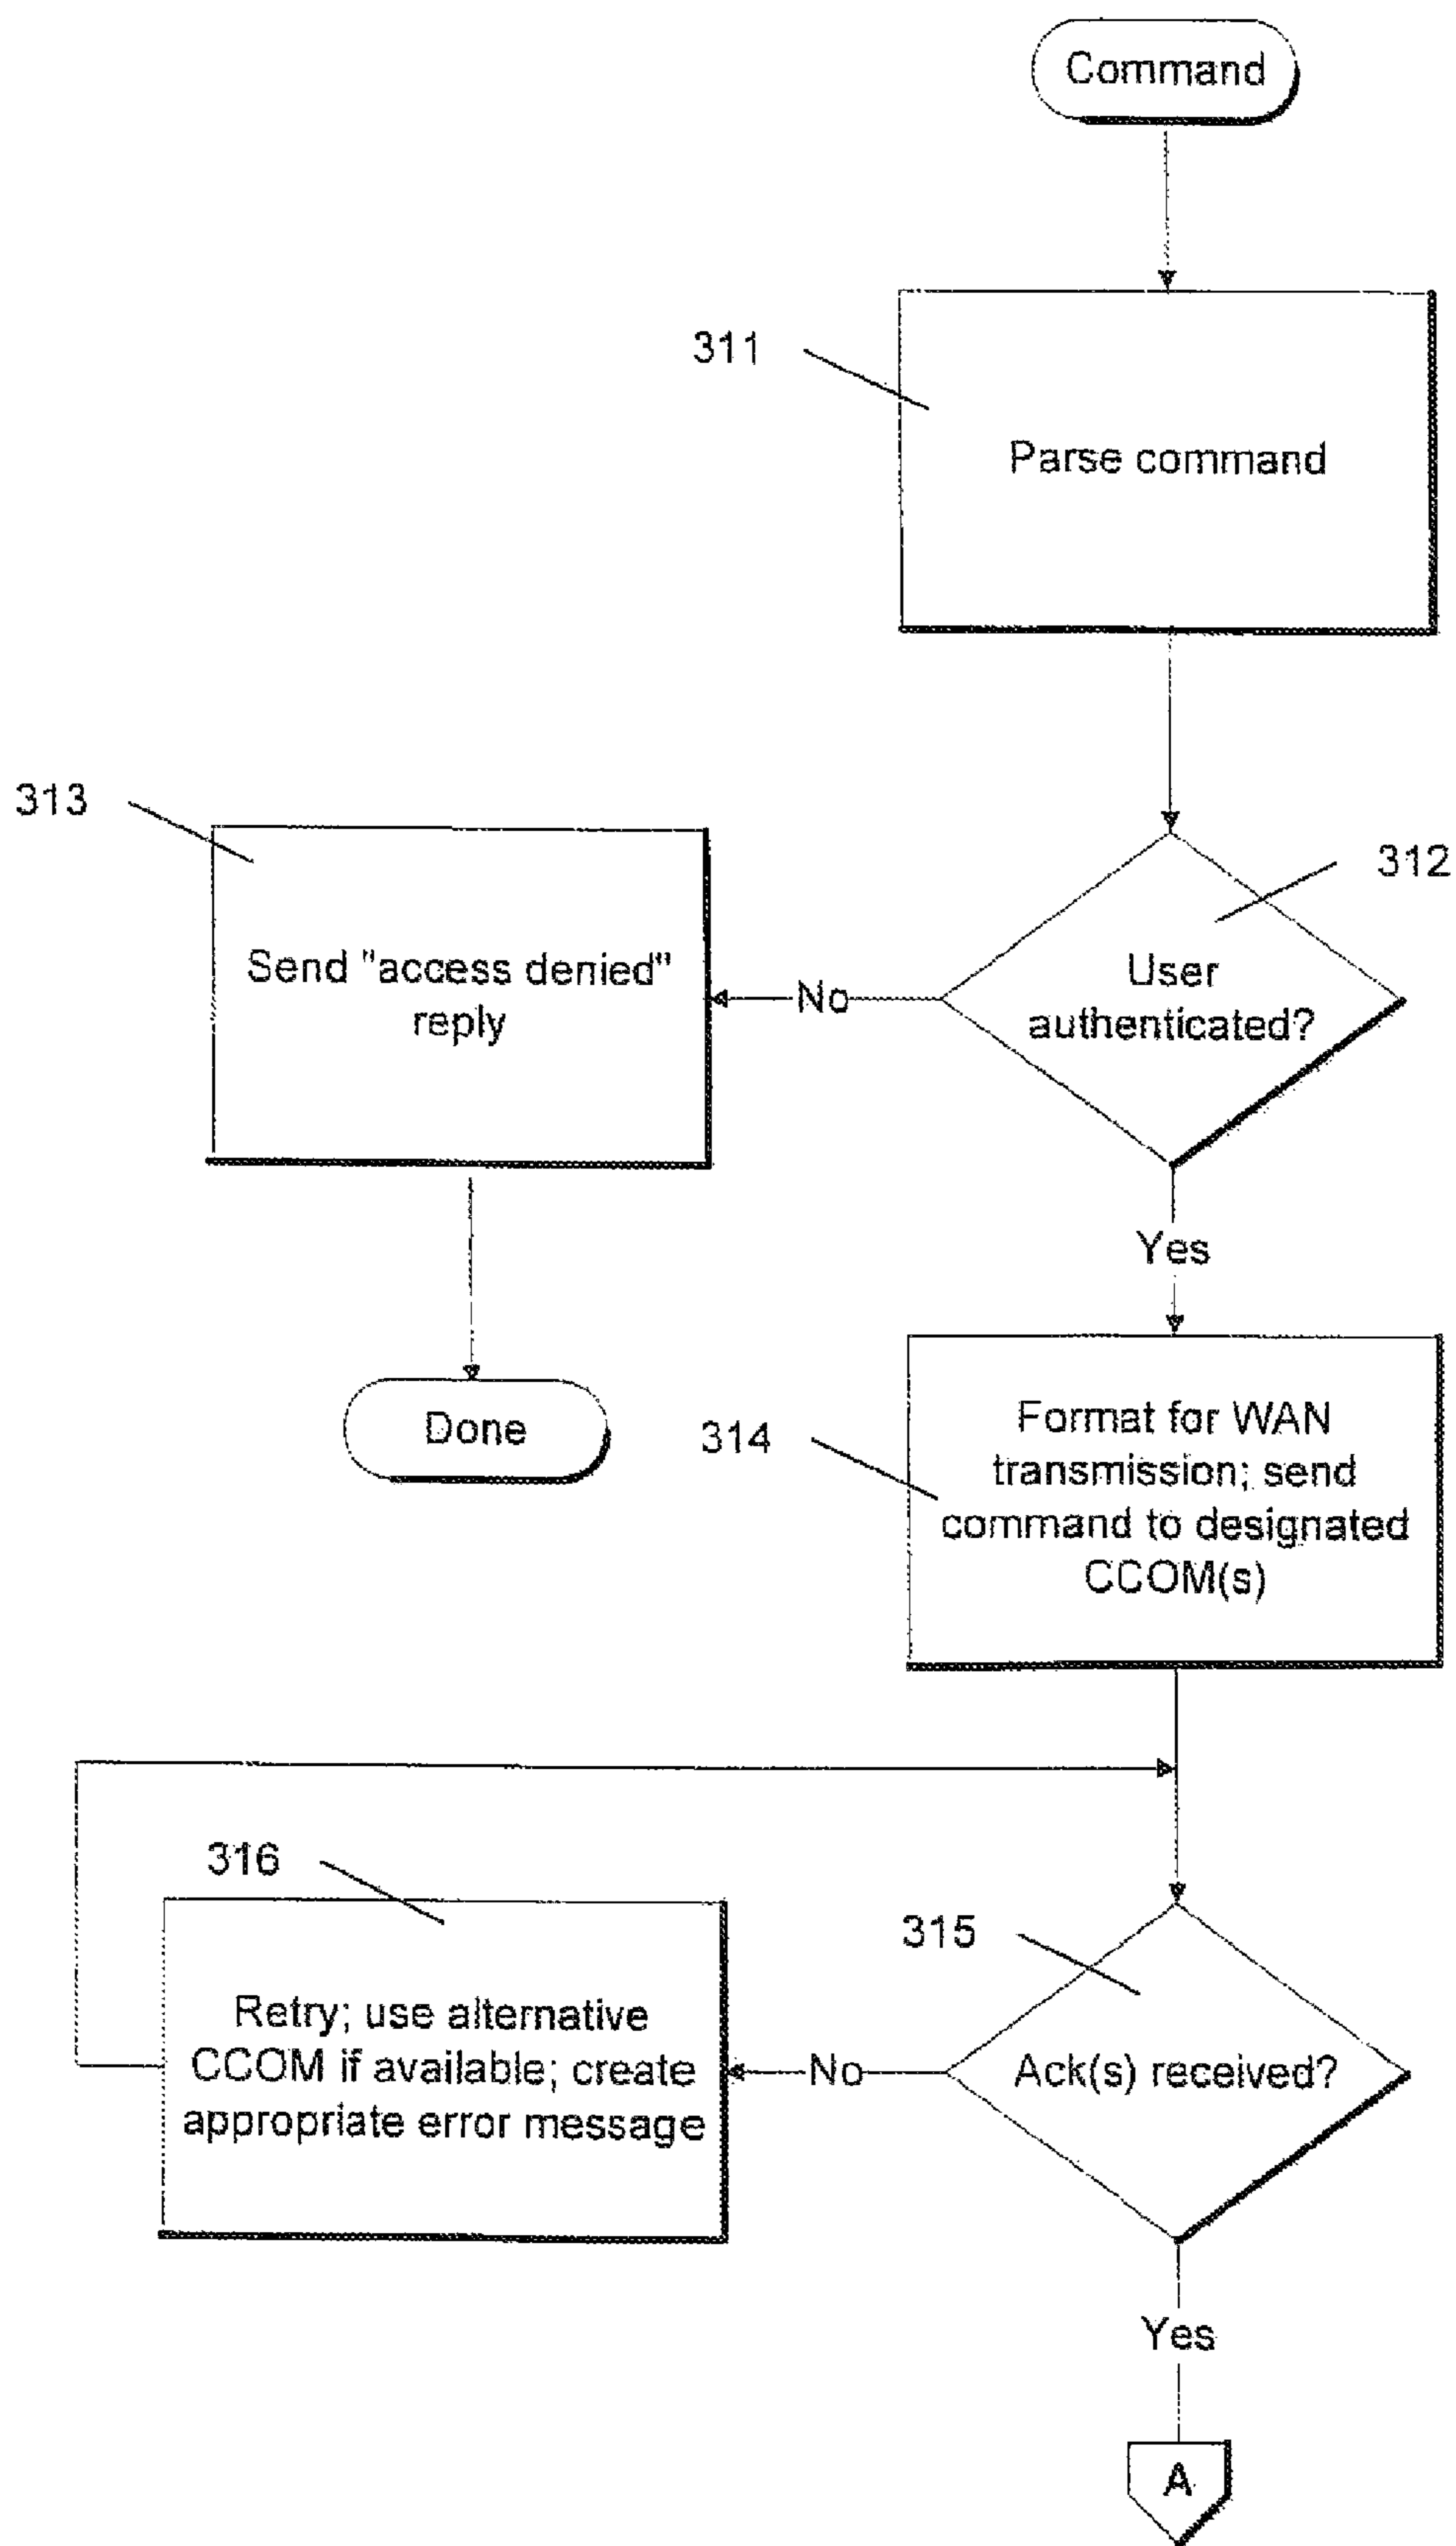 Command
311
Parse command
313
312
Send "access denied"
reply
No
User
authenticated?
Yes
Done
314
Format for WAN
transmission; send
command to designated
CCOM(s)
316
315
Retry; use alternative
CCOM if available; create
appropriate error message
No
Ack(s) received?
Yes
A